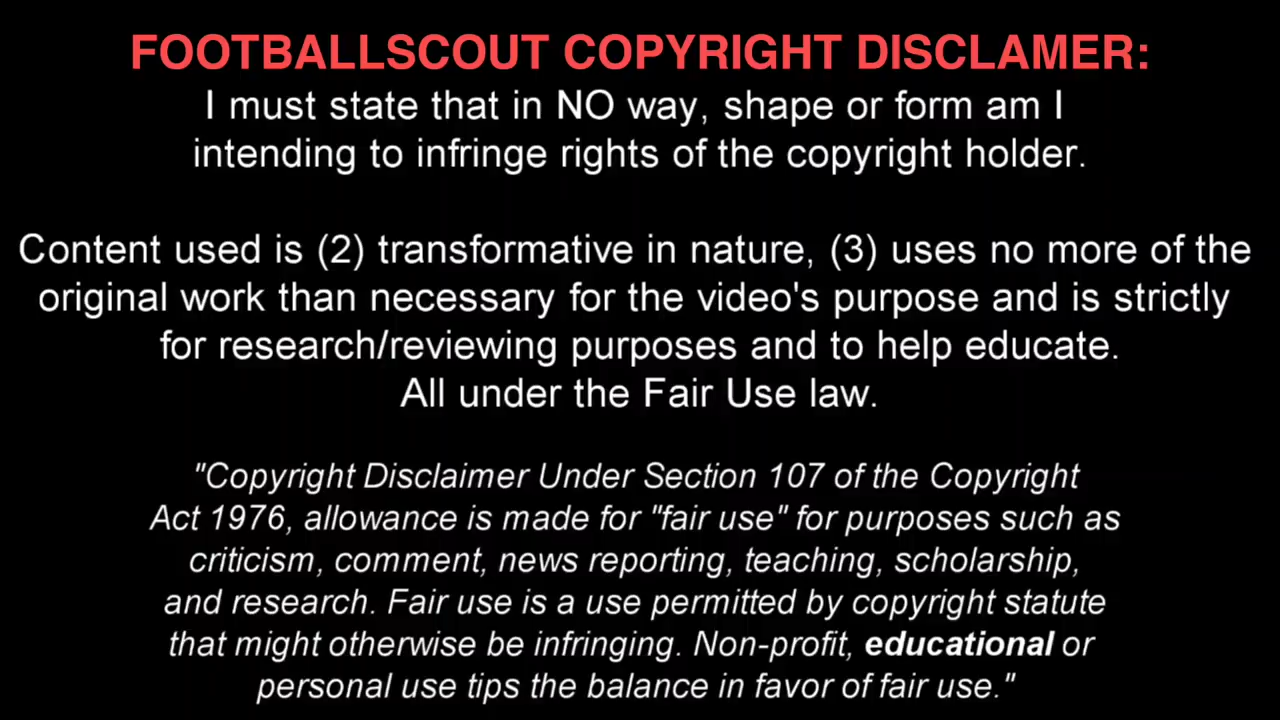 FOOTBALLSCOUT COPYRIGHT DISCLAMER:
I must state that in NO way, shape or form am I
intending to infringe rights of the copyright holder.
Content used is (2) transformative in nature, (3) uses no more of the
original work than necessary for the video's purpose and is strictly
for research/reviewing purposes and to help educate.
All under the Fair Use law.
"Copyright Disclaimer Under Section 107 of the Copyright
Act 1976, allowance is made for "fair use" for purposes such as
criticism, comment, news reporting, teaching, scholarship,
and research. Fair use is a use permitted by copyright statute
that might otherwise be infringing. Non-profit, educational or
personal use tips the balance in favor of fair use."